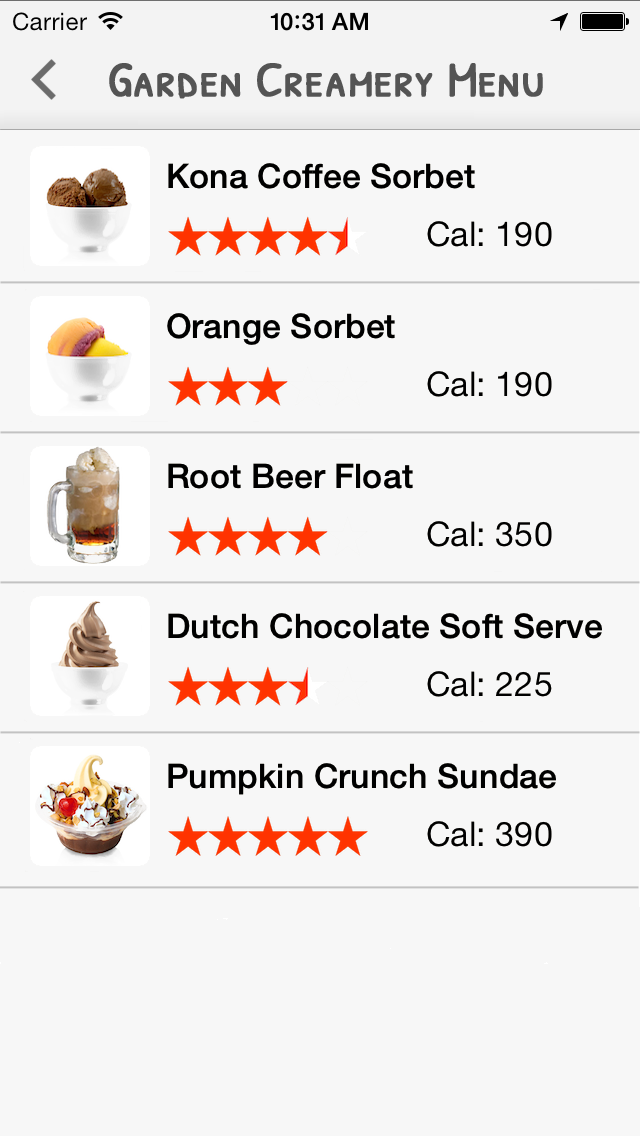 Carrier 10:31 AM
Garden Creamery Menu
Kona Coffee Sorbet
Cal: 190
Orange Sorbet
Cal: 190
Root Beer Float
Cal: 350
Dutch Chocolate Soft Serve
Cal: 225
Pumpkin Crunch Sundae
Cal: 390